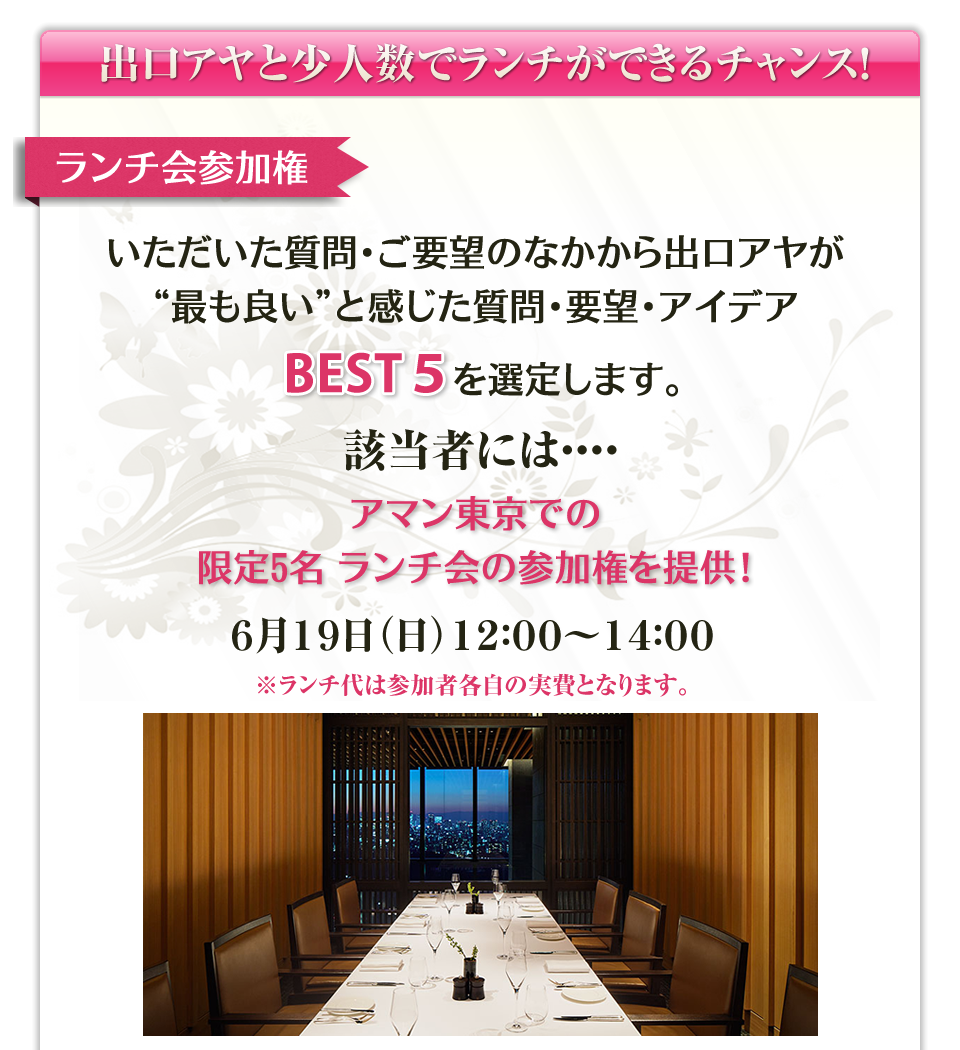 出口アヤと少人数でランチができるチャンス!
ランチ会参加権
いただいた質問・ご要望のなかから出口アヤが
“最も良い”と感じた質問・要望・アイデア
BEST 5 を選定します。
該当者には・・・・
アマン東京での
限定5名 ランチ会の参加権を提供!
6月19日(日)12:00～14:00
※ランチ代は参加者各自の実費となります。